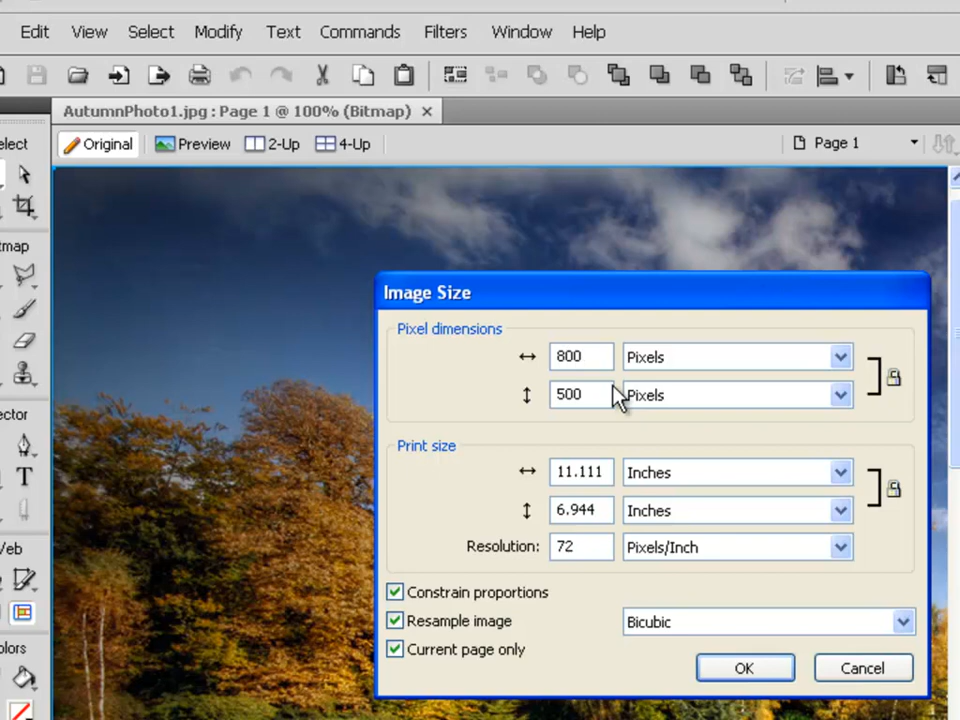 Edit View Select Modify Text Commands Filters Window Help
AutumnPhoto1.jpg : Page 1 @ 100% (Bitmap)
elect
Original Preview 2-Up 4-Up Page 1
tmap
ector
T
Veb
olors
Image Size
Pixel dimensions
800 Pixels
500 Pixels
Print size
11.111 Inches
6.944 Inches
Resolution: 72 Pixels/Inch
Constrain proportions
Resample image Bicubic
Current page only
OK Cancel